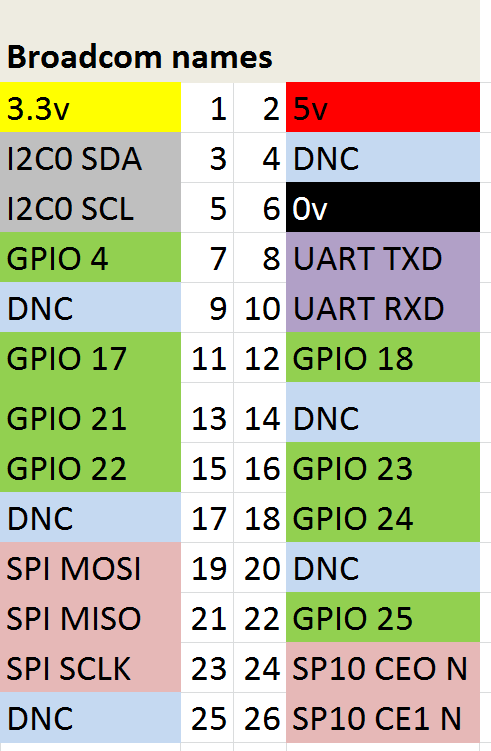 Broadcom names
3.3v 1 2 5v
I2C0 SDA 3 4 DNC
I2C0 SCL 5 6 0v
GPIO 4 7 8 UART TXD
DNC 9 10 UART RXD
GPIO 17 11 12 GPIO 18
GPIO 21 13 14 DNC
GPIO 22 15 16 GPIO 23
DNC 17 18 GPIO 24
SPI MOSI 19 20 DNC
SPI MISO 21 22 GPIO 25
SPI SCLK 23 24 SP10 CEO N
DNC 25 26 SP10 CE1 N